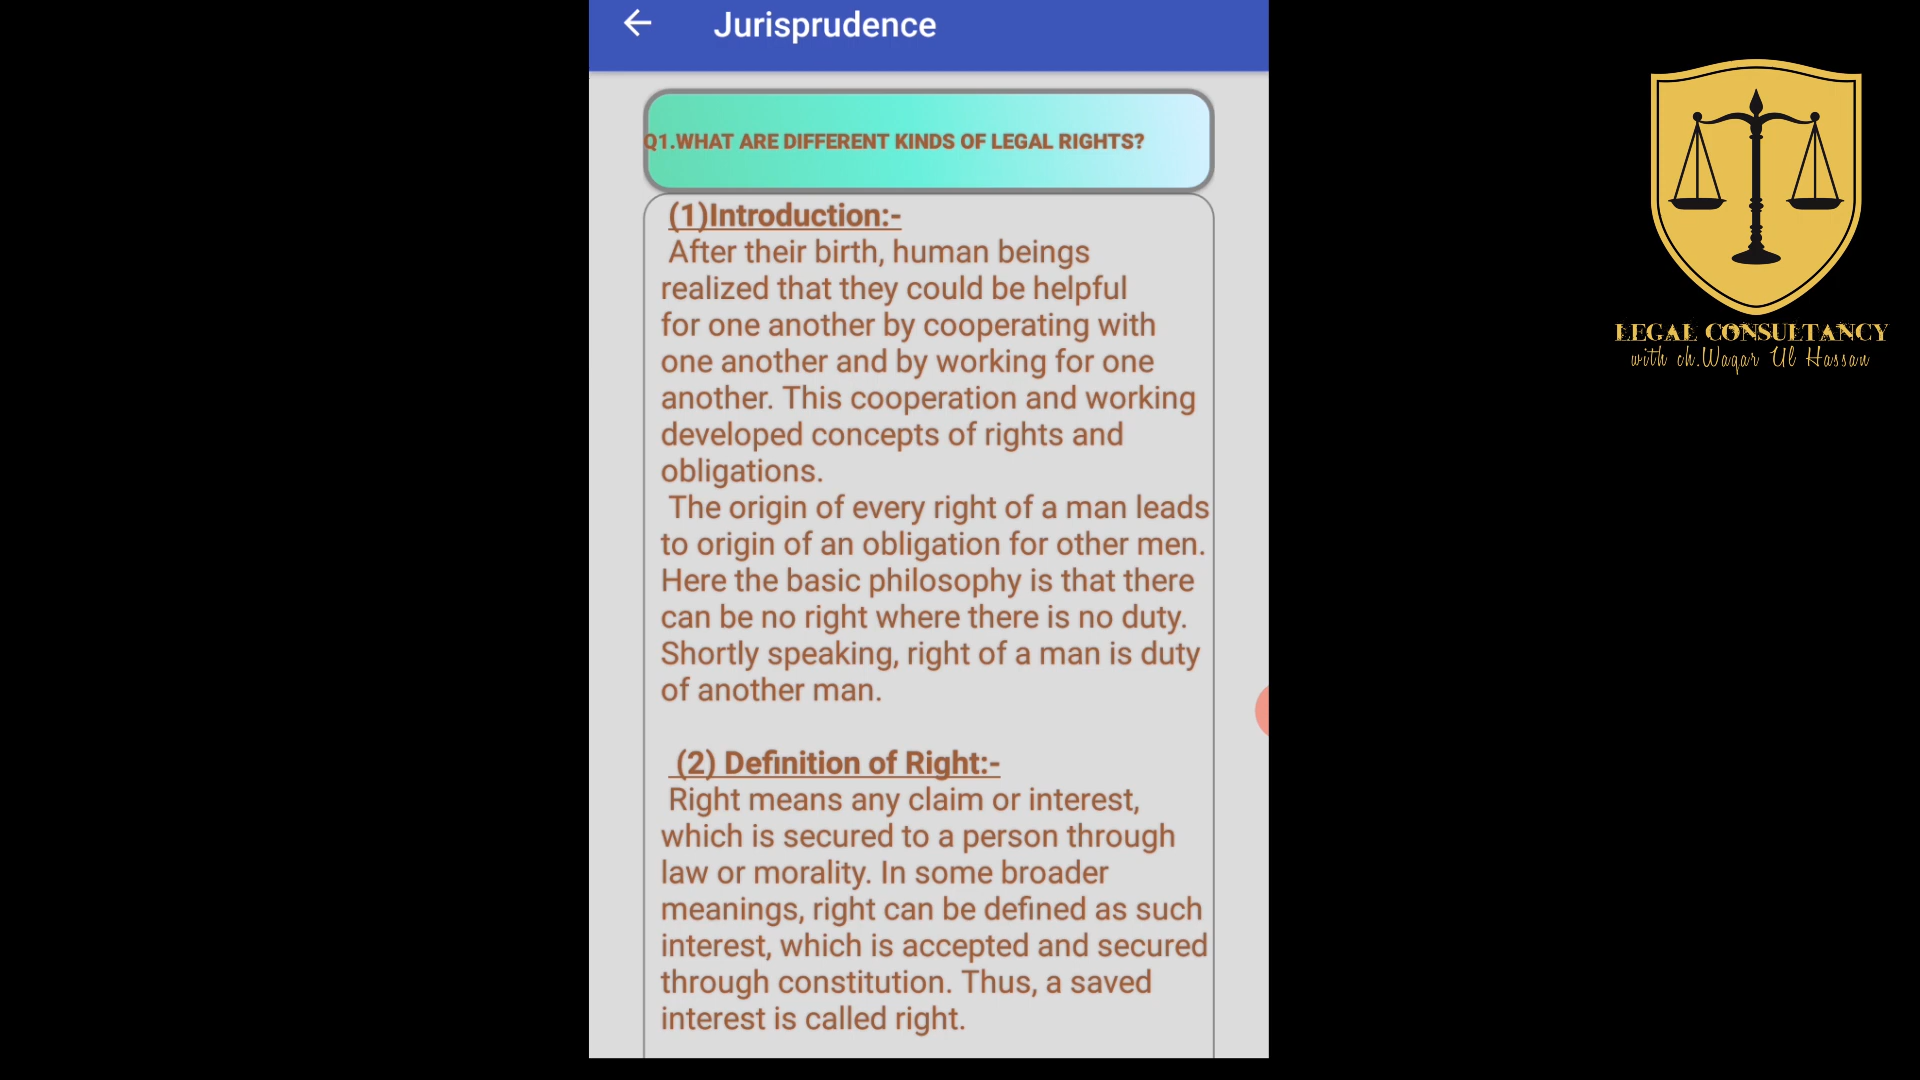 Jurisprudence
Q1.WHAT ARE DIFFERENT KINDS OF LEGAL RIGHTS?
(1)Introduction:-
After their birth, human beings
realized that they could be helpful
for one another by cooperating with
one another and by working for one
another. This cooperation and working
developed concepts of rights and
obligations.
The origin of every right of a man leads
to origin of an obligation for other men.
Here the basic philosophy is that there
can be no right where there is no duty.
Shortly speaking, right of a man is duty
of another man.
(2) Definition of Right:-
Right means any claim or interest,
which is secured to a person through
law or morality. In some broader
meanings, right can be defined as such
interest, which is accepted and secured
through constitution. Thus, a saved
interest is called right.
LEGAL CONSULTANCY
with ch.Waqar Ul Hassan